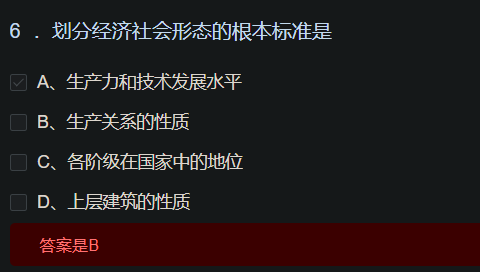 6 ．划分经济社会形态的根本标准是
A、生产力和技术发展水平
B、生产关系的性质
C、各阶级在国家中的地位
D、上层建筑的性质
答案是B